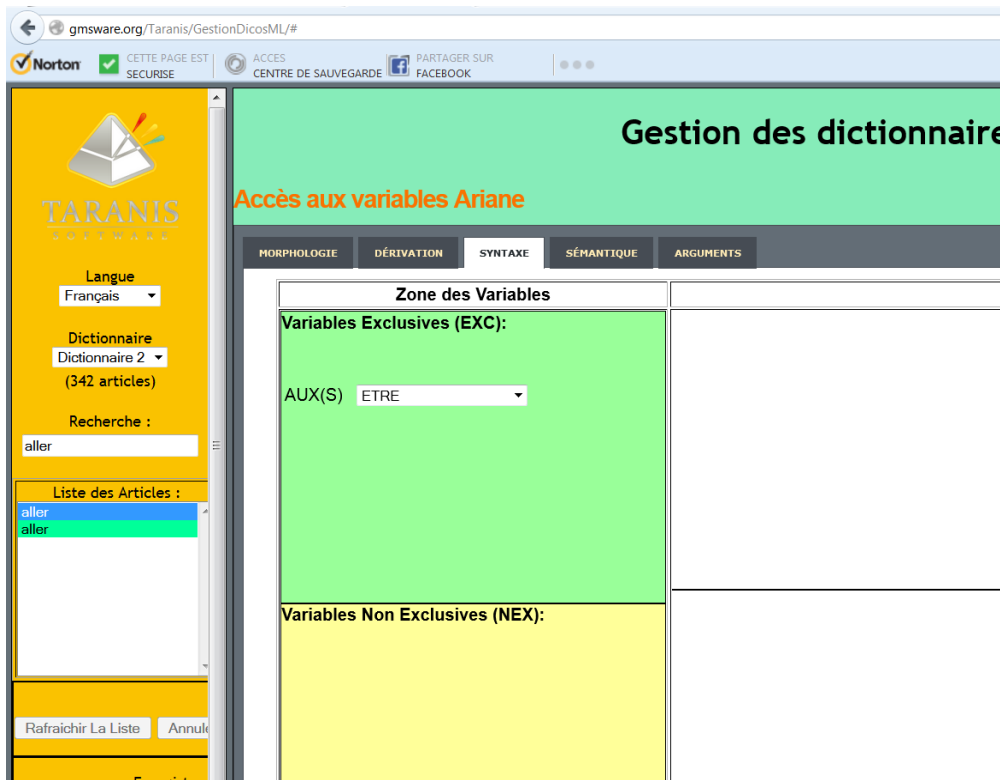 gmsware.org/Taranis/GestionDicosML/#
Norton
CETTE PAGE EST
SECURISE
ACCES
CENTRE DE SAUVEGARDE
PARTAGER SUR
FACEBOOK
TARANIS
SOFTWARE
Langue
Français
Dictionnaire
Dictionnaire 2
(342 articles)
Recherche :
aller
Liste des Articles :
aller
aller
Rafraichir La Liste
Annule
Gestion des dictionnaire
Accès aux variables Ariane
MORPHOLOGIE
DÉRIVATION
SYNTAXE
SÉMANTIQUE
ARGUMENTS
Zone des Variables
Variables Exclusives (EXC):
AUX(S) ETRE
Variables Non Exclusives (NEX):